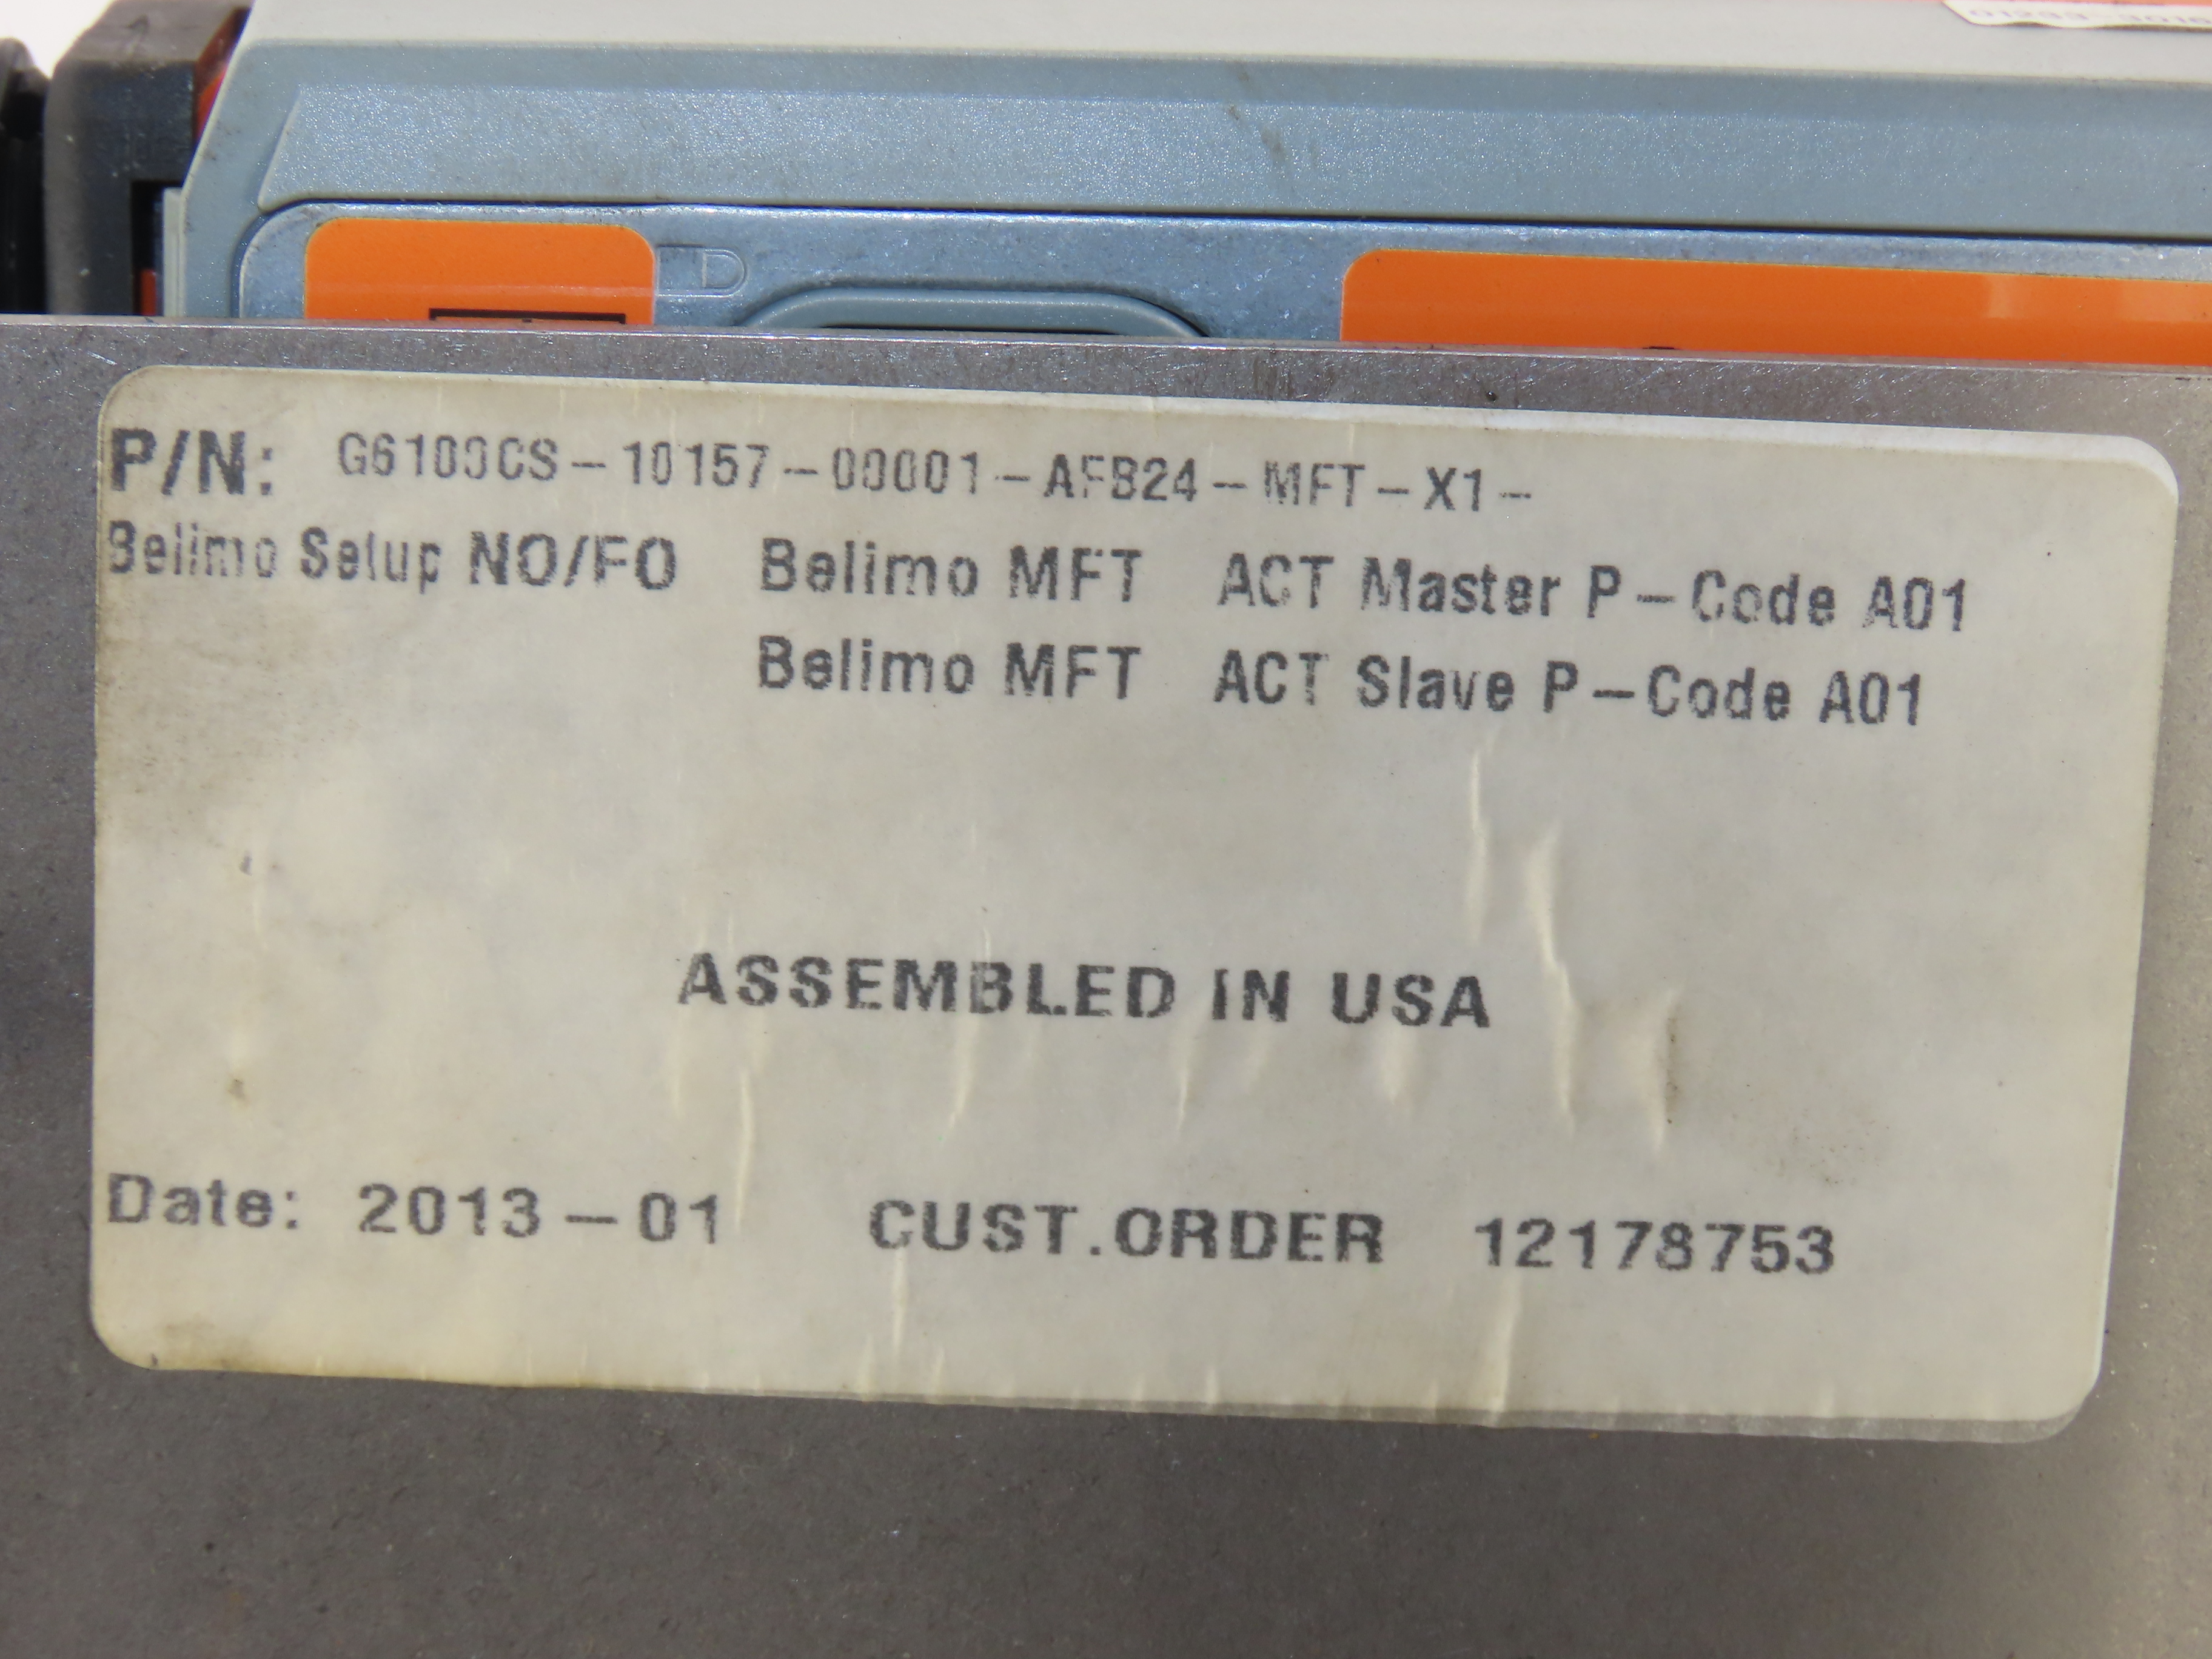 P/N: G6100CS-10157-00001-AFB24-MFT-X1-
Belimo Setup NO/FO Belimo MFT ACT Master P-Code A01
Belimo MFT ACT Slave P-Code A01
ASSEMBLED IN USA
Date: 2013-01 CUST.ORDER 12178753